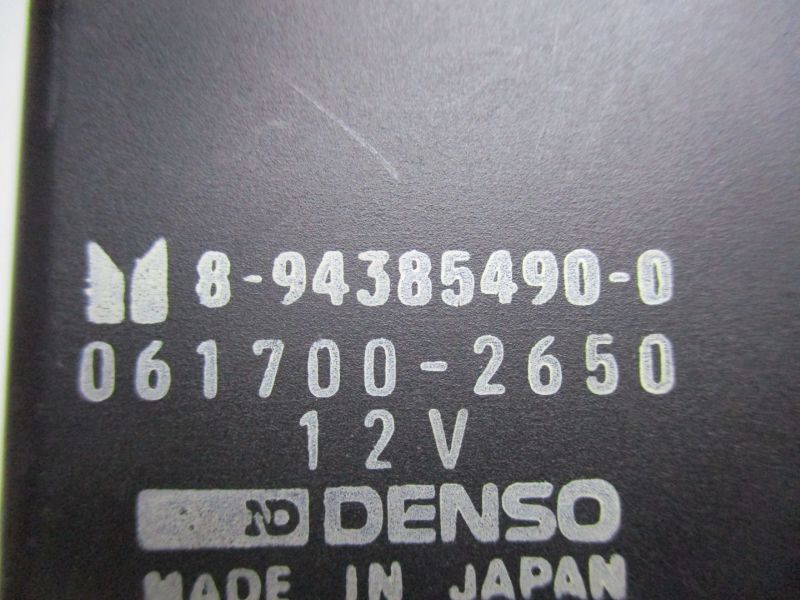 8-94385490-0
061700-2650
12V
ND DENSO
MADE IN JAPAN